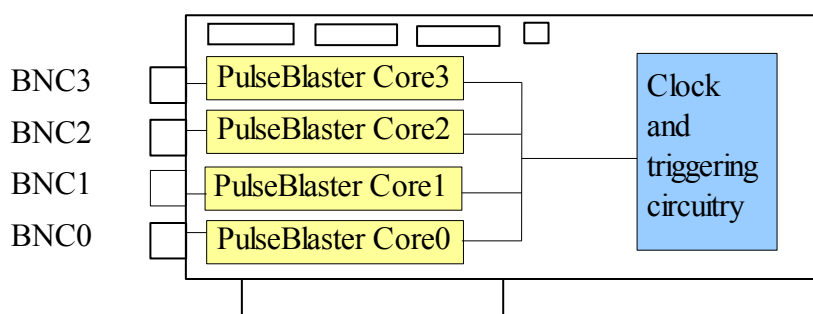 BNC3
PulseBlaster Core3
BNC2
PulseBlaster Core2
BNC1
PulseBlaster Core1
BNC0
PulseBlaster Core0
Clock
and
triggering
circuitry